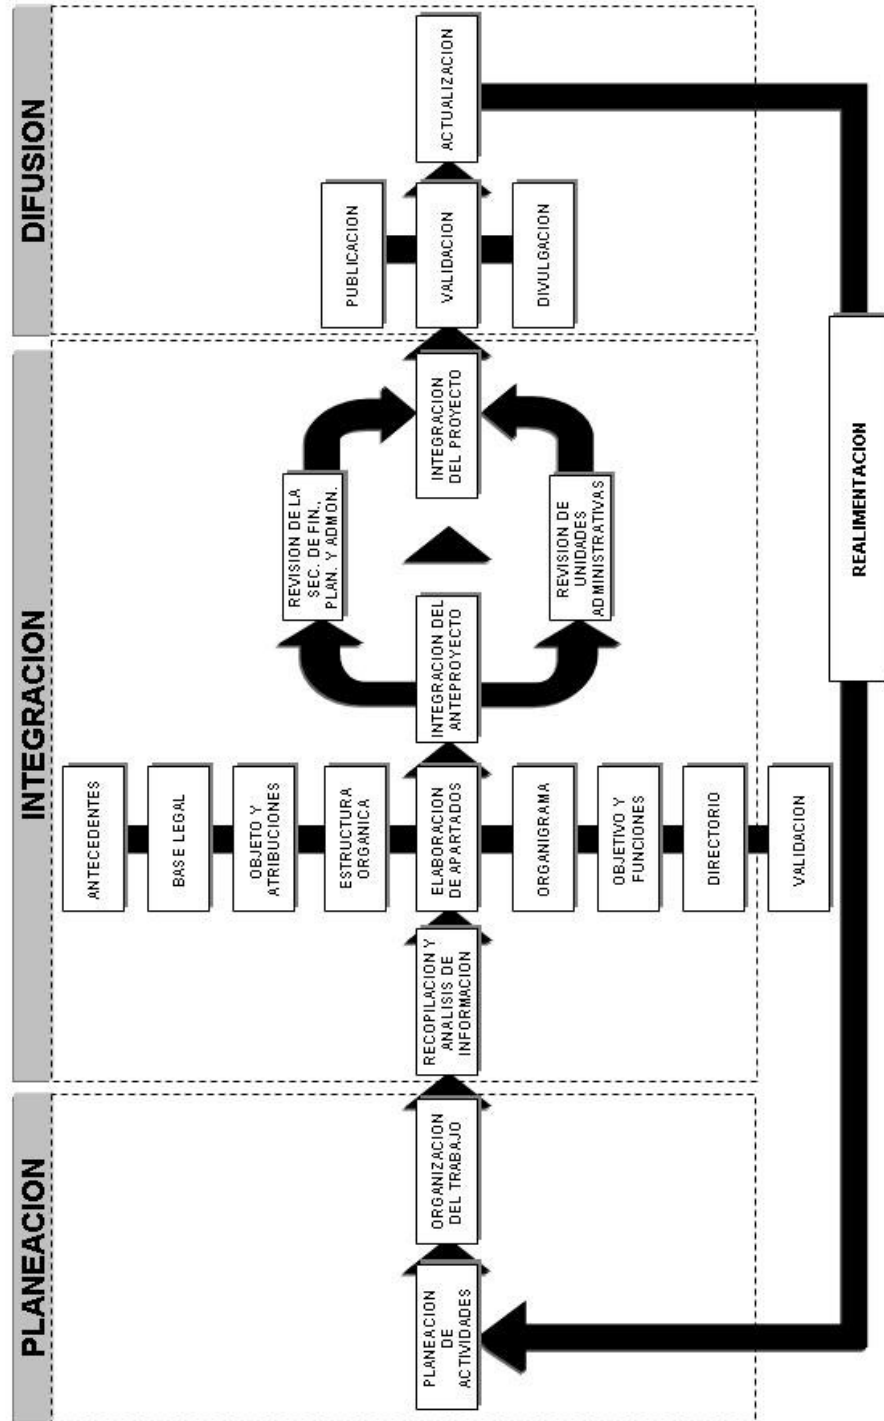 PLANEACION
INTEGRACION
DIFUSION
PLANEACION
DE
ACTIVIDADES
ORGANIZACION
DEL TRABAJO
RECOPILACION Y
ANALISIS DE
INFORMACION
ANTECEDENTES
BASE LEGAL
OBJETO Y
ATRIBUCIONES
ESTRUCTURA
ORGANICA
ELABORACION
DE APARTADOS
ORGANIGRAMA
OBJETIVO Y
FUNCIONES
DIRECTORIO
VALIDACION
INTEGRACION DEL
ANTEPROYECTO
REVISION DE LA
SEC. DE FIN.,
PLAN. Y ADMON.
REVISION DE
UNIDADES
ADMINISTRATIVAS
INTEGRACION
DEL PROYECTO
PUBLICACION
VALIDACION
DIVULGACION
ACTUALIZACION
REALIMENTACION